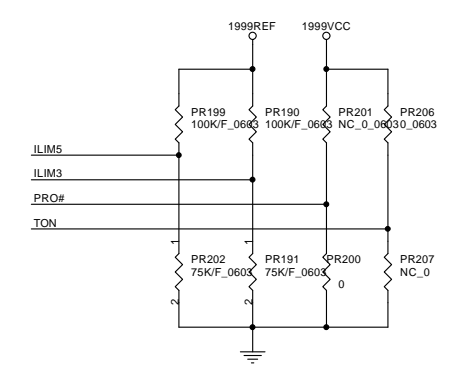 1999REF 1999VCC
PR199 PR190 PR201 PR206
100K/F_0603 100K/F_0603 NC_0_0603 0_0603
ILIM5
ILIM3
PRO#
TON
1 1
PR202 PR191 PR200 PR207
75K/F_0603 75K/F_0603 0 NC_0
2 2